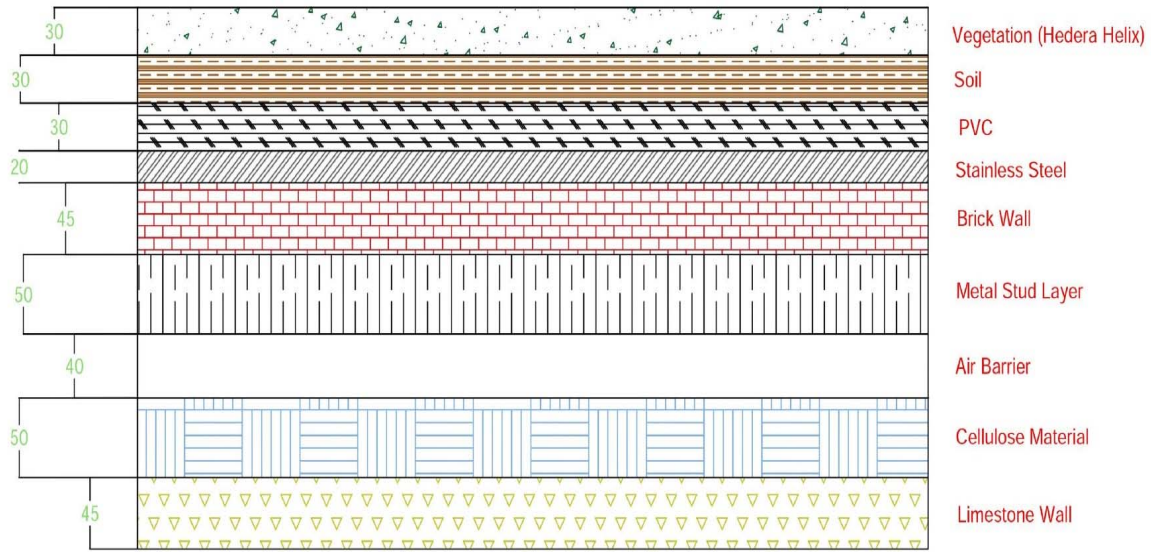 30 Vegetation (Hedera Helix)
30 Soil
30 PVC
20 Stainless Steel
45 Brick Wall
50 Metal Stud Layer
40 Air Barrier
50 Cellulose Material
45 Limestone Wall